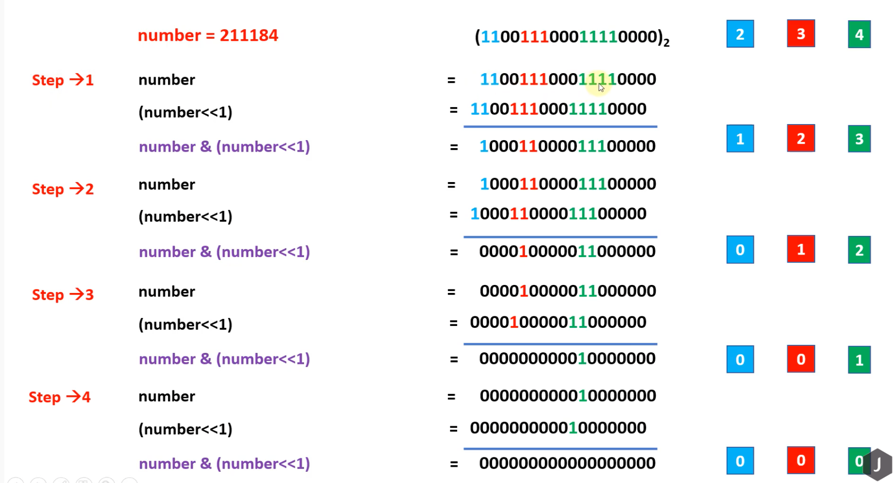 number = 211184 (110011100011110000)2 2 3 4
Step →1 number = 110011100011110000
(number<<1) = 110011100011110000
number & (number<<1) = 100011000011100000 1 2 3
Step →2 number = 100011000011100000
(number<<1) = 100011000011100000
number & (number<<1) = 000010000011000000 0 1 2
Step →3 number = 000010000011000000
(number<<1) = 000010000011000000
number & (number<<1) = 000000000010000000 0 0 1
Step →4 number = 000000000010000000
(number<<1) = 000000000010000000
number & (number<<1) = 000000000000000000 0 0 0
J